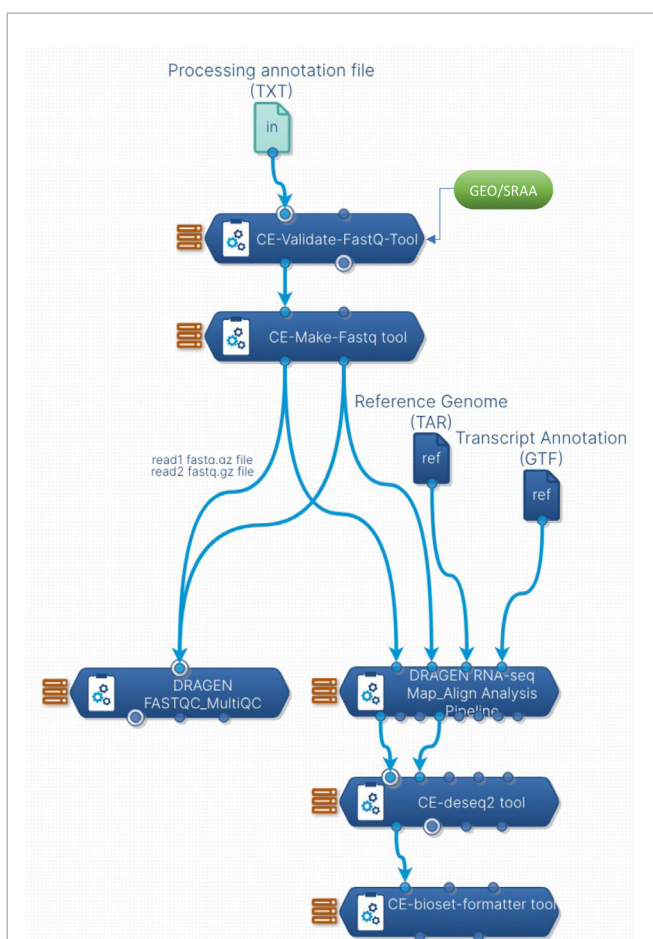 Processing annotation file
(TXT)
in
GEO/SRAA
CE-Validate-FastQ-Tool
CE-Make-Fastq tool
Reference Genome
(TAR)
Transcript Annotation
(GTF)
ref
ref
read1 fastq.gz file
read2 fastq.gz file
DRAGEN
FASTQC_MultiQC
DRAGEN RNA-seq
Map_Align Analysis
Pipeline
CE-deseq2 tool
CE-bioset-formatter tool